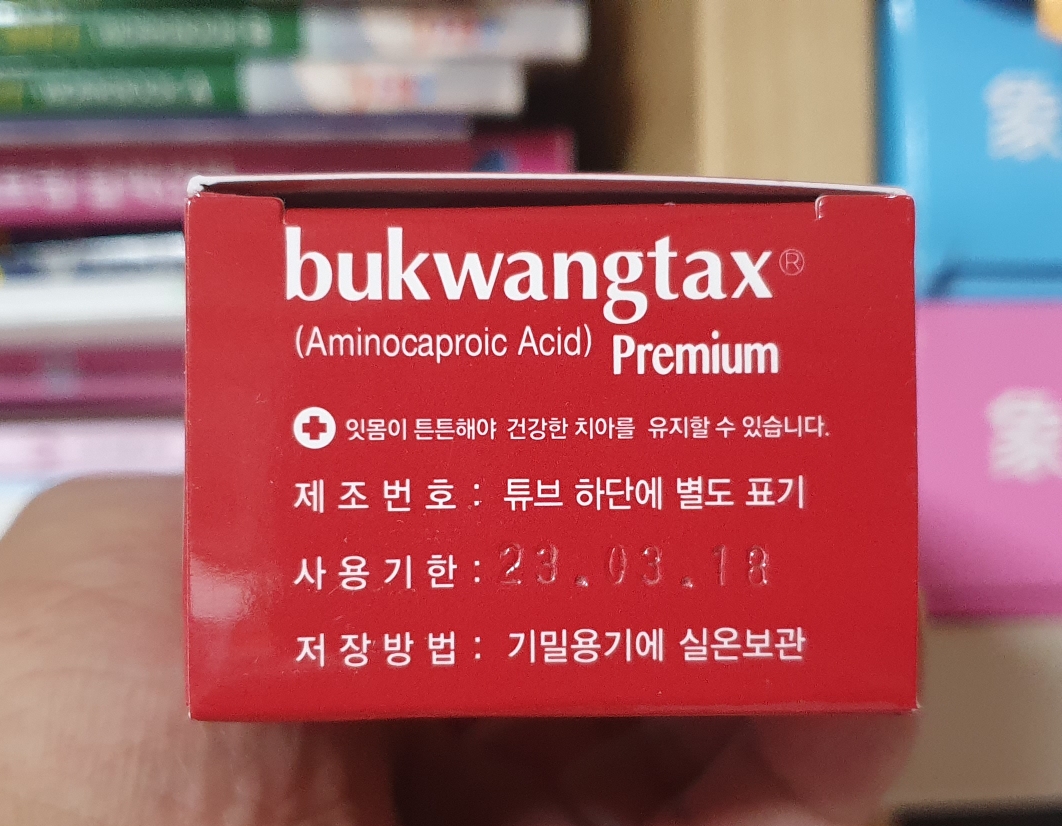 bukwangtax®
(Aminocaproic Acid) Premium
잇몸이 튼튼해야 건강한 치아를 유지할 수 있습니다.
제조번호 : 튜브 하단에 별도 표기
사용기한 : 23.03.18
저장방법 : 기밀용기에 실온보관
象
象